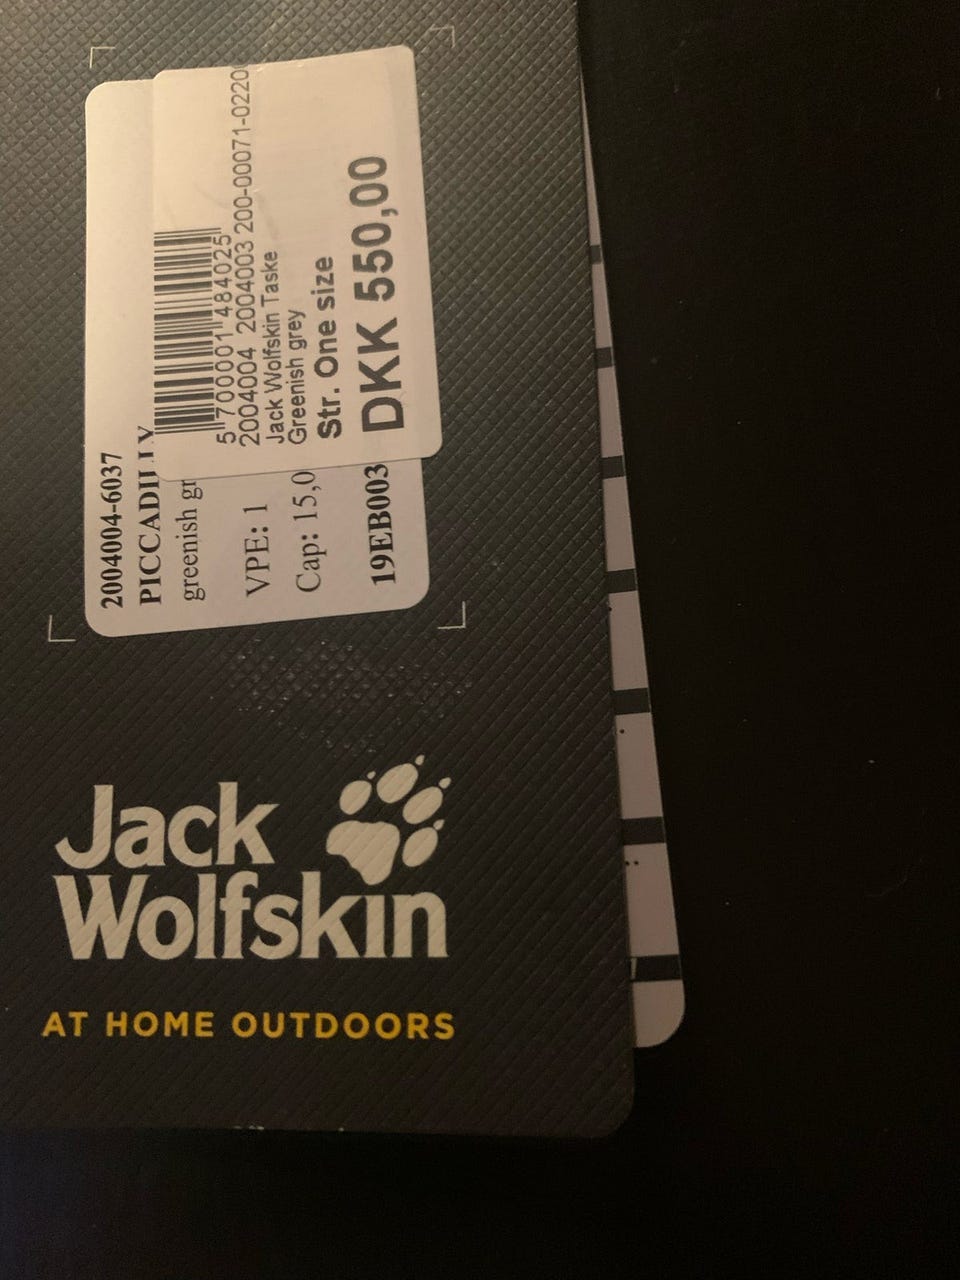 2004004-6037
PICCADILLY
greenish gr
VPE: 1
Cap: 15,0
19EB003
5 700001 484025
2004004 2004003 200-00071-0220
Jack Wolfskin Taske
Greenish grey
Str. One size
DKK 550,00
Jack
Wolfskin
AT HOME OUTDOORS